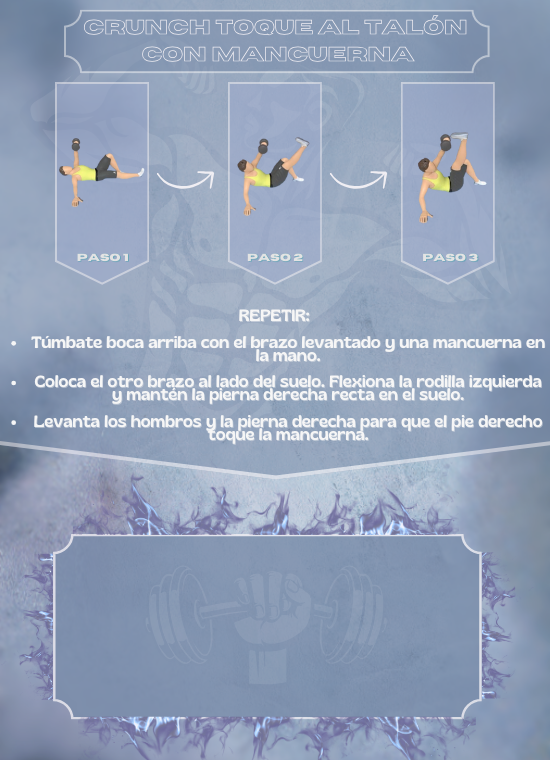 CRUNCH TOQUE AL TALÓN
CON MANCUERNA
PASO 1
PASO 2
PASO 3
REPETIR:
• Túmbate boca arriba con el brazo levantado y una mancuerna en
la mano.
• Coloca el otro brazo al lado del suelo. Flexiona la rodilla izquierda
y mantén la pierna derecha recta en el suelo.
• Levanta los hombros y la pierna derecha para que el pie derecho
toque la mancuerna.